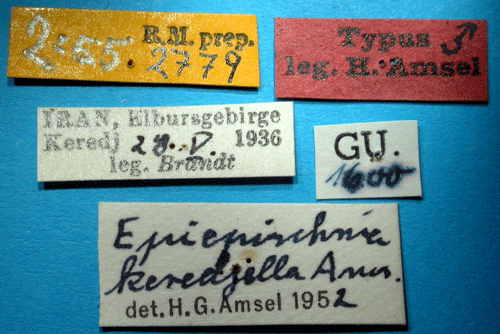 2:55 R.M. prep.
2779
Typus ♂
leg. H. Amsel
IRAN, Elbursgebirge
Keredj 29. V. 1936
leg. Brandt
GU.
1600
Epiepischnia
keredjella Ams.
det. H. G. Amsel 1952